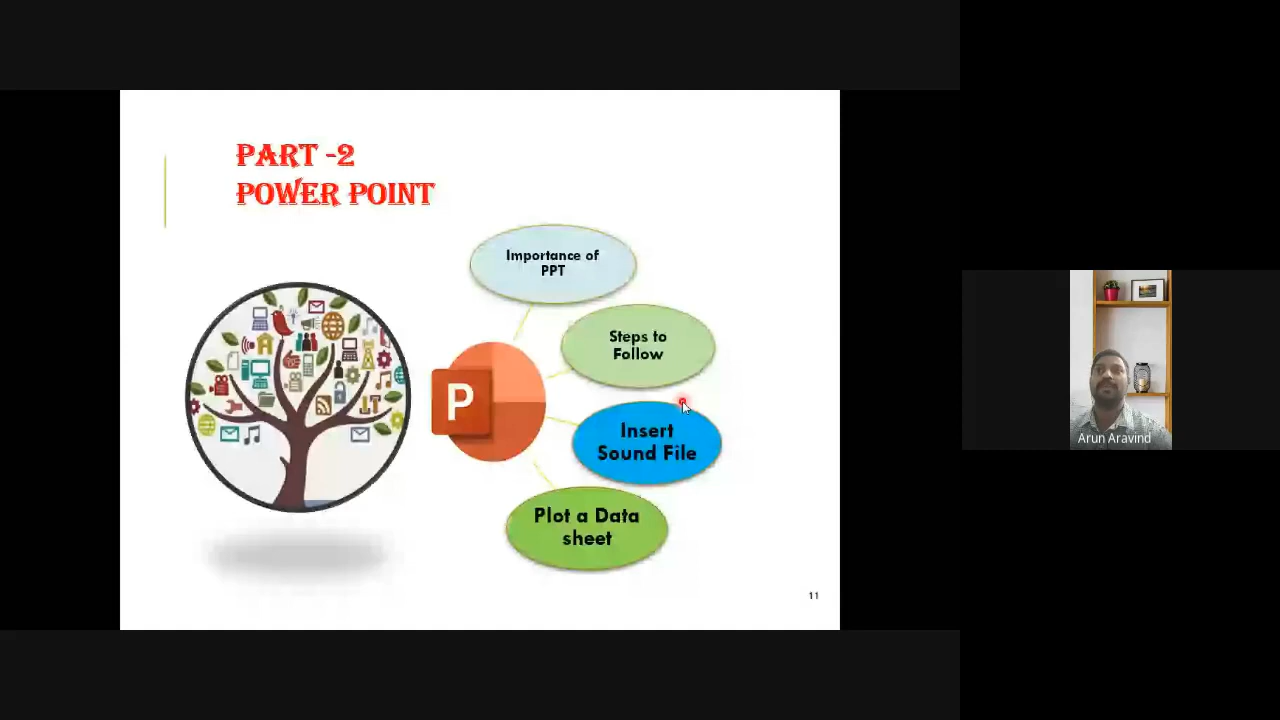 PART -2
POWER POINT
Importance of
PPT
Steps to
Follow
P
Insert
Sound File
Plot a Data
sheet
11
Arun Aravind